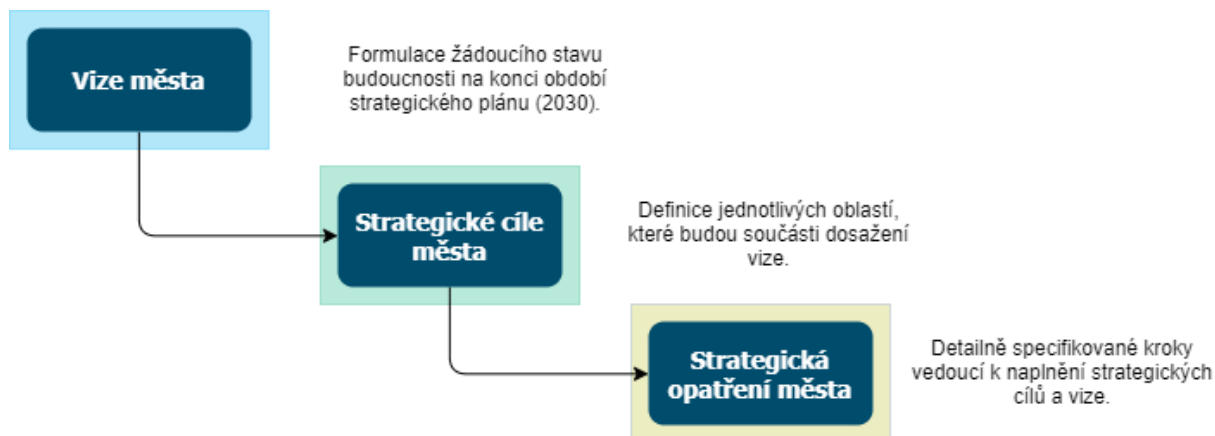 Vize města
Formulace žádoucího stavu
budoucnosti na konci období
strategického plánu (2030).
Strategické cíle
města
Definice jednotlivých oblastí,
které budou součásti dosažení
vize.
Strategická
opatření města
Detailně specifikované kroky
vedoucí k naplnění strategických
cílů a vize.